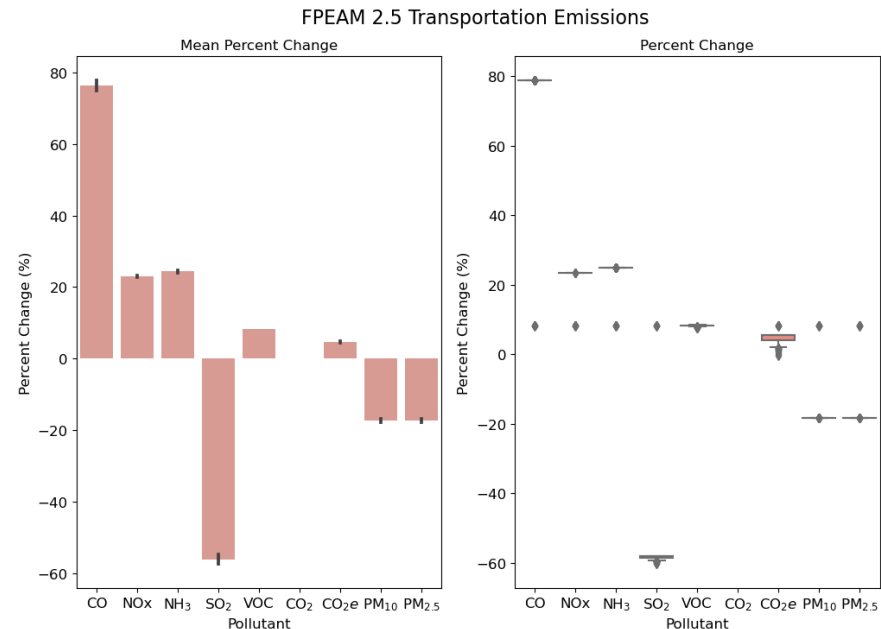 FPEAM 2.5 Transportation Emissions
Mean Percent Change
Percent Change (%)
80
60
40
20
0
−20
−40
−60
CO NOx NH₃ SO₂ VOC CO₂ CO₂e PM₁₀ PM₂.₅
Pollutant
Percent Change
Percent Change (%)
80
60
40
20
0
−20
−40
−60
CO NOx NH₃ SO₂ VOC CO₂ CO₂e PM₁₀ PM₂.₅
Pollutant